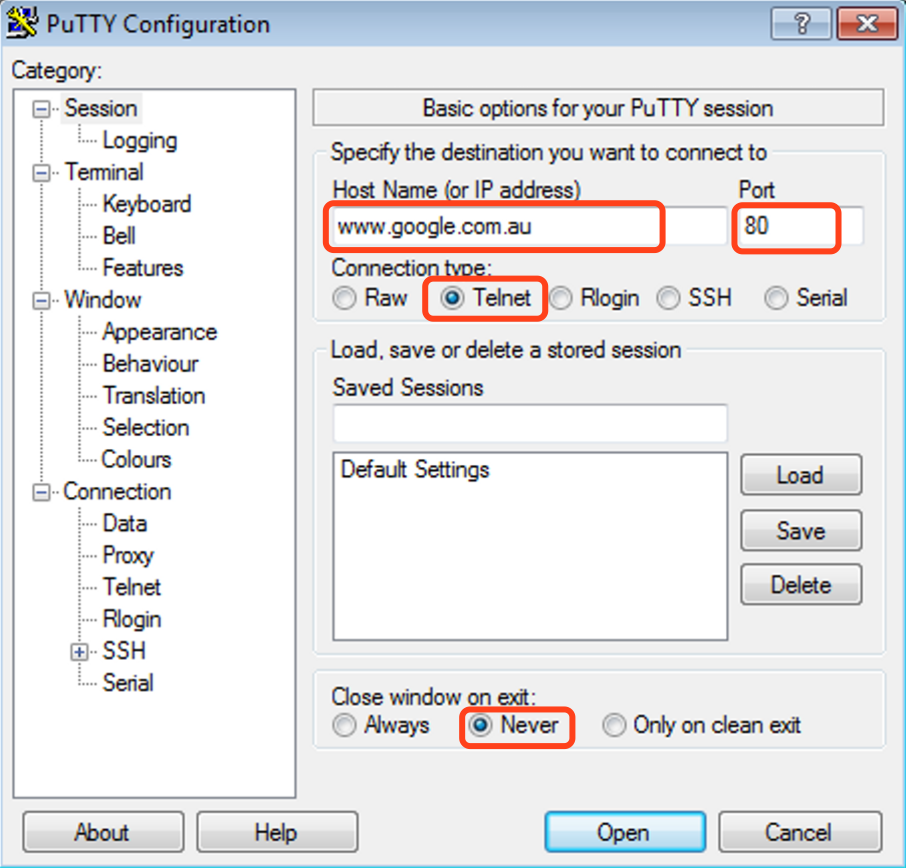 PuTTY Configuration
?
X
Category:
Session
Logging
Terminal
Keyboard
Bell
Features
Window
Appearance
Behaviour
Translation
Selection
Colours
Connection
Data
Proxy
Telnet
Rlogin
SSH
Serial
Basic options for your PuTTY session
Specify the destination you want to connect to
Host Name (or IP address) Port
www.google.com.au 80
Connection type:
Raw Telnet Rlogin SSH Serial
Load, save or delete a stored session
Saved Sessions
Default Settings
Load
Save
Delete
Close window on exit:
Always Never Only on clean exit
About Help Open Cancel